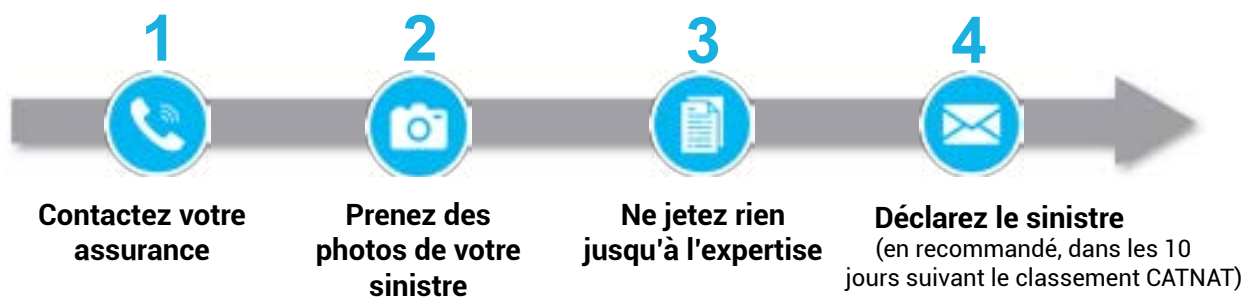 1
2
3
4
Contactez votre
assurance
Prenez des
photos de votre
sinistre
Ne jetez rien
jusqu'à l'expertise
Déclarez le sinistre
(en recommandé, dans les 10
jours suivant le classement CATNAT)